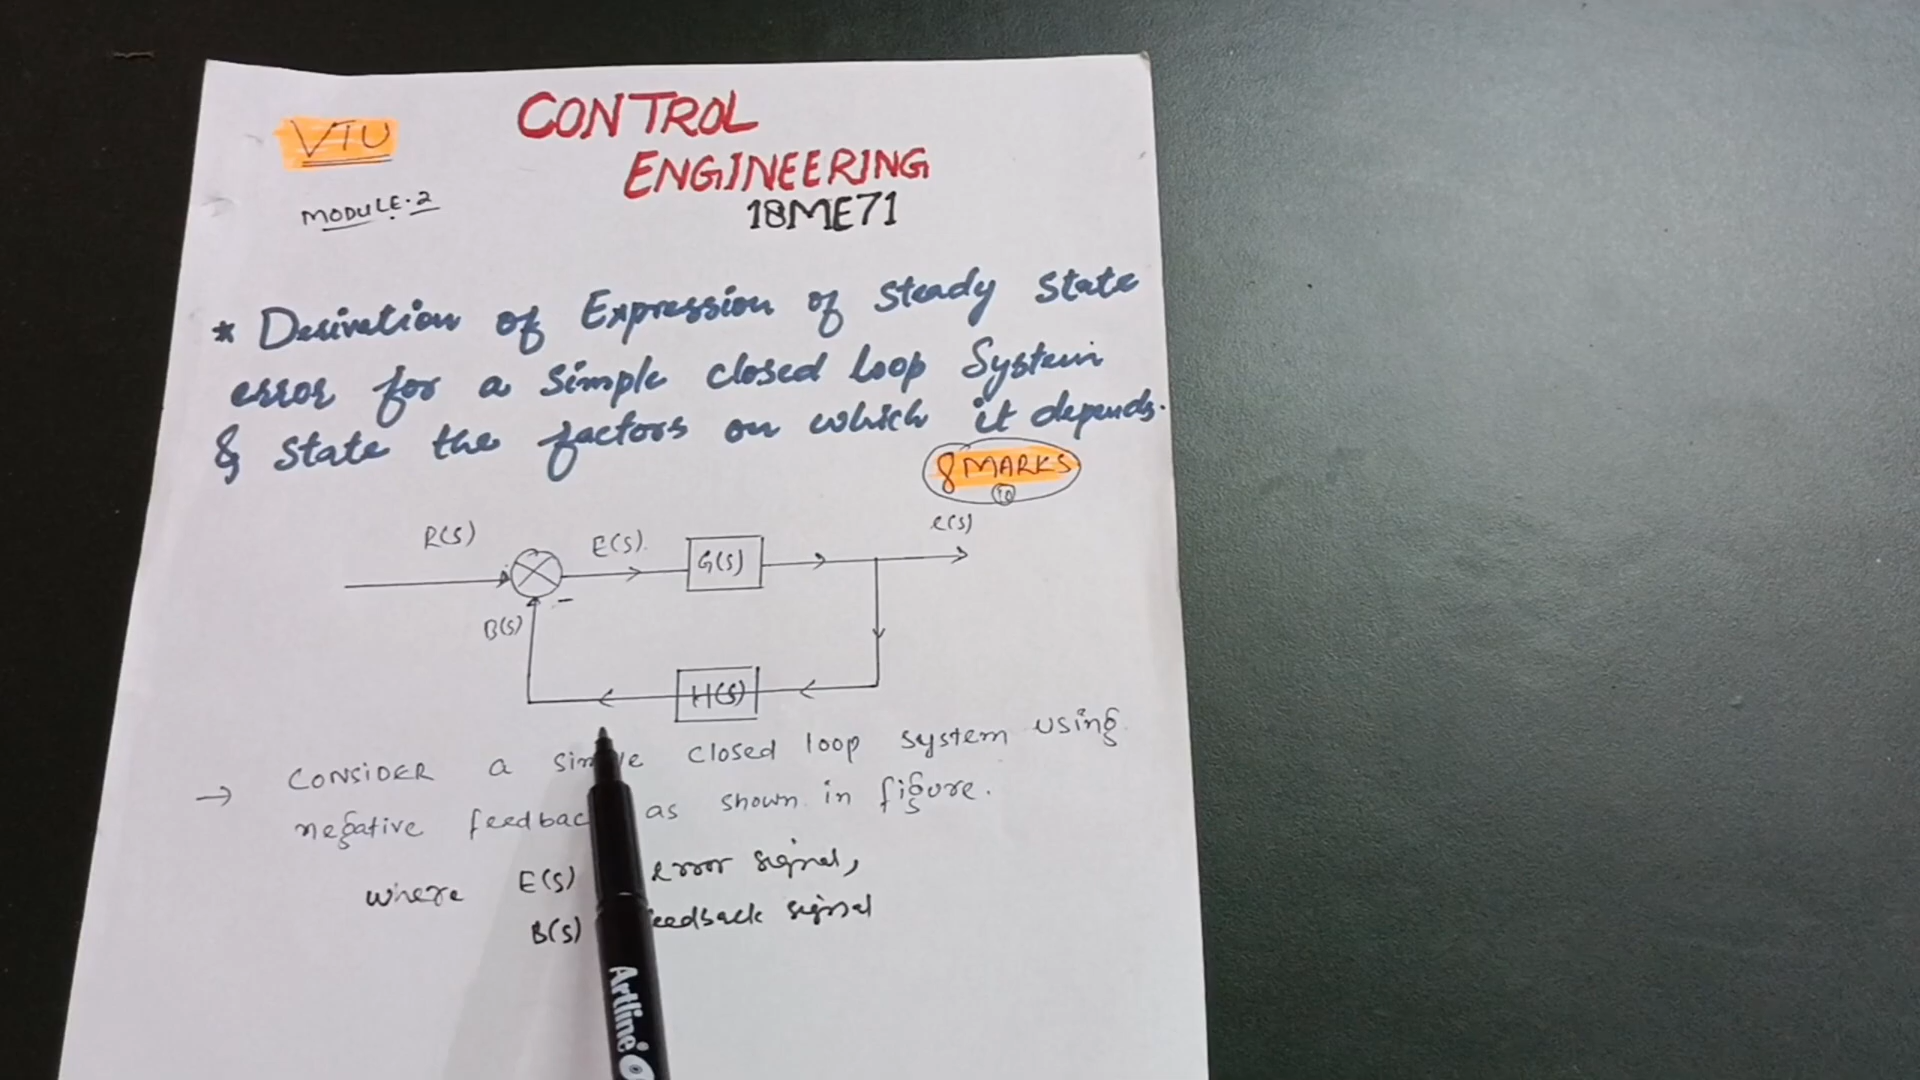 VTU
CONTROL
ENGINEERING
MODULE.2
18ME71
* Derivation of Expression of steady state
error for a simple closed loop System
& state the factors on which it depends.
8 MARKS
10
R(S)
E(S).
G(S)
C(S)
B(S)
-
H(S)
→ CONSIDER a closed loop system using
negative as shown in figure.
where E(S) error signal,
B(S) signal
Artline